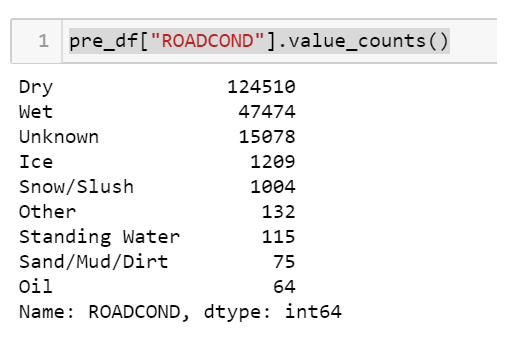 1 pre_df["ROADCOND"].value_counts()
Dry 124510
Wet 47474
Unknown 15078
Ice 1209
Snow/Slush 1004
Other 132
Standing Water 115
Sand/Mud/Dirt 75
Oil 64
Name: ROADCOND, dtype: int64